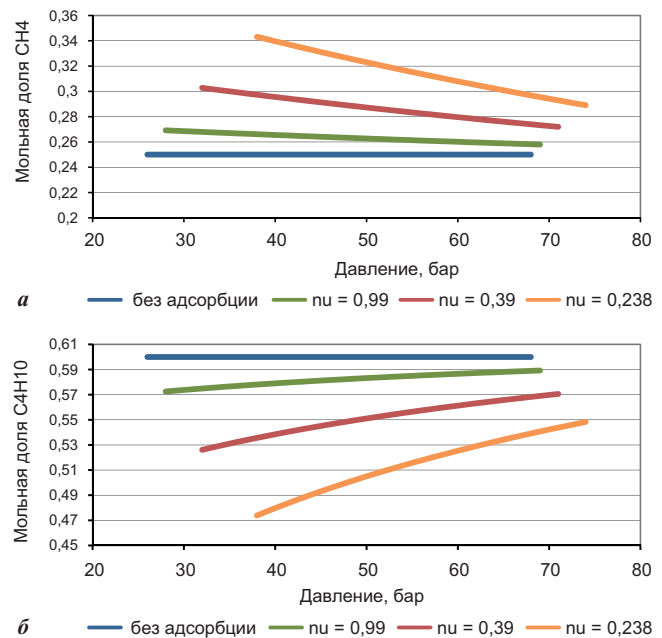 Мольная доля CH4
0,36
0,34
0,32
0,3
0,28
0,26
0,24
0,22
0,2
20 30 40 50 60 70 80
Давление, бар
а
без адсорбции nu = 0,99 nu = 0,39 nu = 0,238
Мольная доля C4H10
0,61
0,59
0,57
0,55
0,53
0,51
0,49
0,47
0,45
20 30 40 50 60 70 80
Давление, бар
б
без адсорбции nu = 0,99 nu = 0,39 nu = 0,238